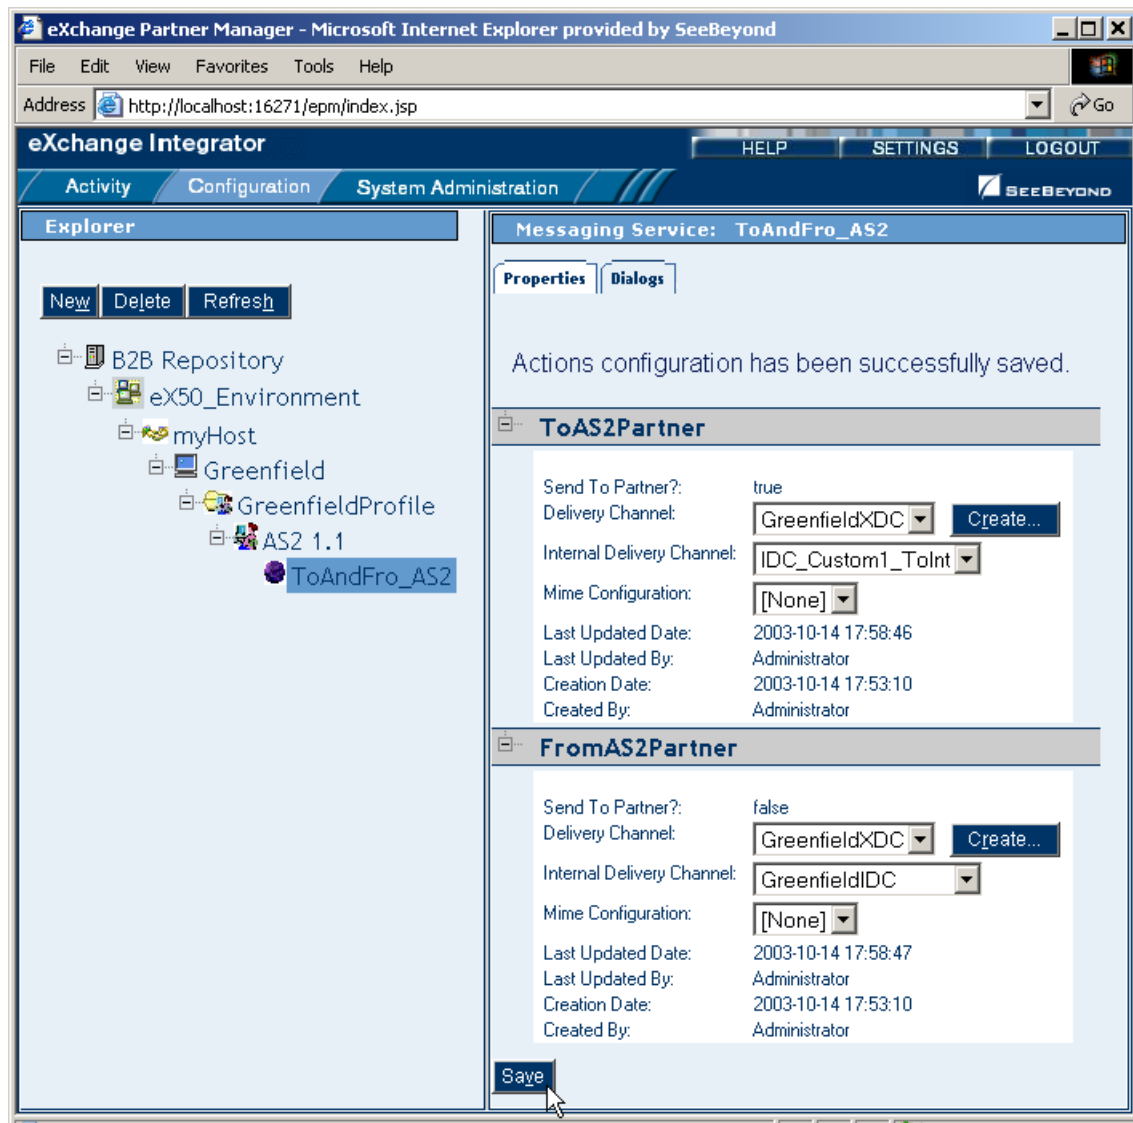 eXchange Partner Manager - Microsoft Internet Explorer provided by SeeBeyond
File Edit View Favorites Tools Help
Address http://localhost:16271/epm/index.jsp Go
eXchange Integrator HELP SETTINGS LOGOUT
Activity Configuration System Administration SEEBEYOND
Explorer
New Delete Refresh
B2B Repository
eX50_Environment
myHost
Greenfield
GreenfieldProfile
AS2 1.1
ToAndFro_AS2
Messaging Service: ToAndFro_AS2
Properties Dialogs
Actions configuration has been successfully saved.
ToAS2Partner
Send To Partner?: true
Delivery Channel: GreenfieldXDC Create...
Internal Delivery Channel: IDC_Custom1_ToInt
Mime Configuration: [None]
Last Updated Date: 2003-10-14 17:58:46
Last Updated By: Administrator
Creation Date: 2003-10-14 17:53:10
Created By: Administrator
FromAS2Partner
Send To Partner?: false
Delivery Channel: GreenfieldXDC Create...
Internal Delivery Channel: GreenfieldIDC
Mime Configuration: [None]
Last Updated Date: 2003-10-14 17:58:47
Last Updated By: Administrator
Creation Date: 2003-10-14 17:53:10
Created By: Administrator
Save